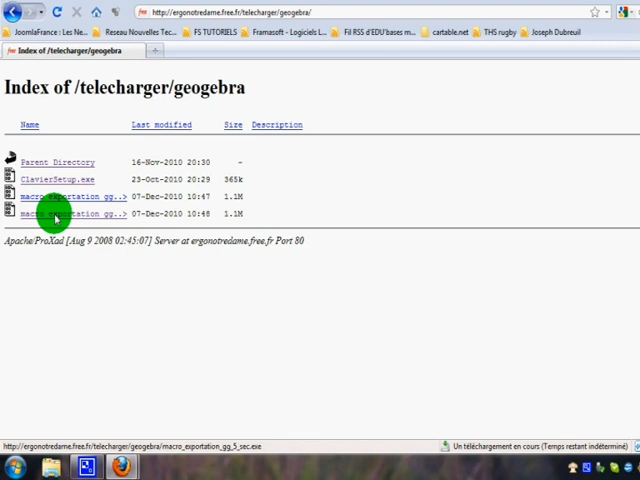 http://ergonotredame.free.fr/telecharger/geogebra/
JoomlaFrance : Les Ne... Reseau Nouvelles Tec... F5 TUTORIELS Framasoft - Logiciels L... Fil RSS d'EDU'bases m... cartable.net THS rugby Joseph Dubreuil
Index of /telecharger/geogebra
Index of /telecharger/geogebra
Name Last modified Size Description
Parent Directory 16-Nov-2010 20:30 -
ClavierSetup.exe 23-Oct-2010 20:29 365k
macro_exportation_gg..> 07-Dec-2010 10:47 1.1M
macro_exportation_gg..> 07-Dec-2010 10:48 1.1M
Apache/ProXad [Aug 9 2008 02:45:07] Server at ergonotredame.free.fr Port 80
http://ergonotredame.free.fr/telecharger/geogebra/macro_exportation_gg_5_sec.exe Un téléchargement en cours (Temps restant indéterminé)